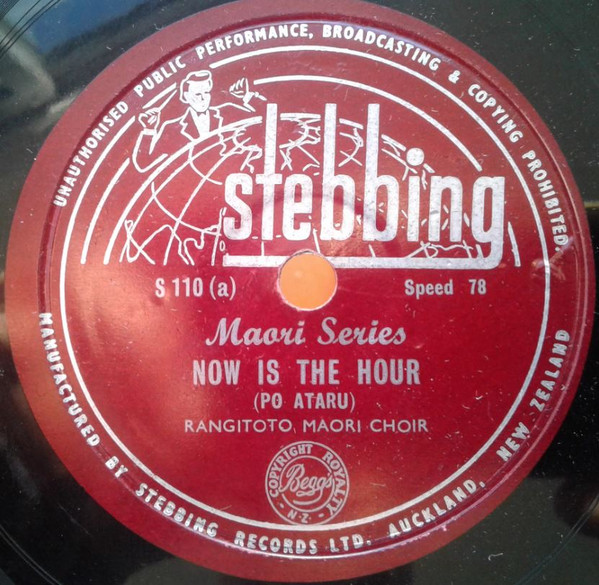 UNAUTHORISED PUBLIC PERFORMANCE, BROADCASTING & COPYING PROHIBITED
stebbing
S 110 (a)
Speed 78
Maori Series
NOW IS THE HOUR
(PO ATARU)
RANGITOTO, MAORI CHOIR
COPYRIGHT ROYALTY
Beggs
N·Z·
MANUFACTURED BY STEBBING RECORDS LTD. AUCKLAND, NEW ZEALAND